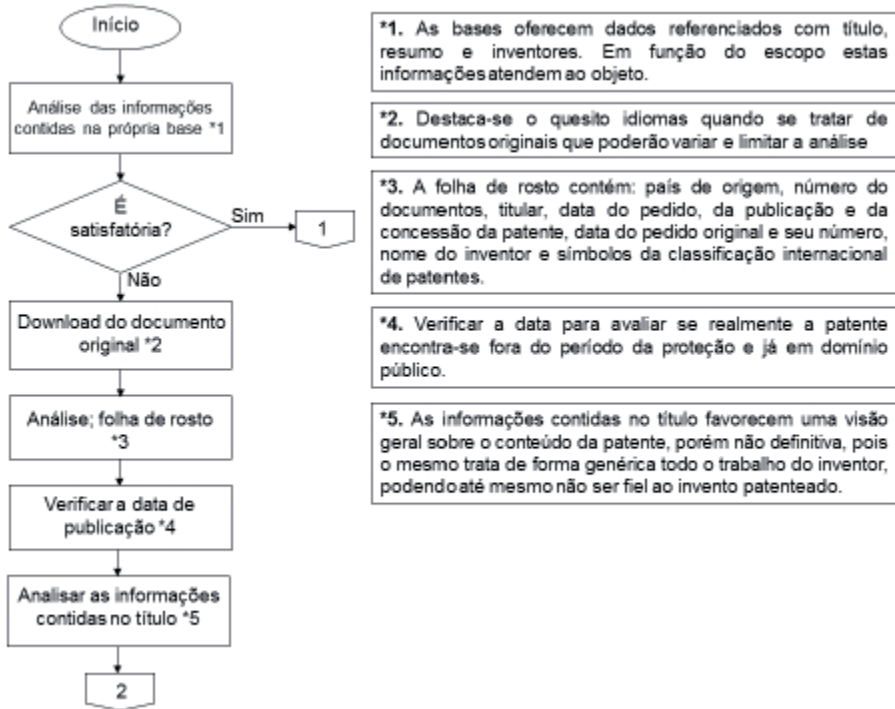 Início
Análise das informações
contidas na própria base *1
É
satisfatória?
Sim
1
Não
Download do documento
original *2
Análise; folha de rosto
*3
Verificar a data de
publicação *4
Analisar as informações
contidas no título *5
2
*1. As bases oferecem dados referenciados com título,
resumo e inventores. Em função do escopo estas
informações atendem ao objeto.
*2. Destaca-se o quesito idiomas quando se tratar de
documentos originais que poderão variar e limitar a análise
*3. A folha de rosto contém: país de origem, número do
documentos, titular, data do pedido, da publicação e da
concessão da patente, data do pedido original e seu número,
nome do inventor e símbolos da classificação internacional
de patentes.
*4. Verificar a data para avaliar se realmente a patente
encontra-se fora do período da proteção e já em domínio
público.
*5. As informações contidas no título favorecem uma visão
geral sobre o conteúdo da patente, porém não definitiva, pois
o mesmo trata de forma genérica todo o trabalho do inventor,
podendo até mesmo não ser fiel ao invento patenteado.